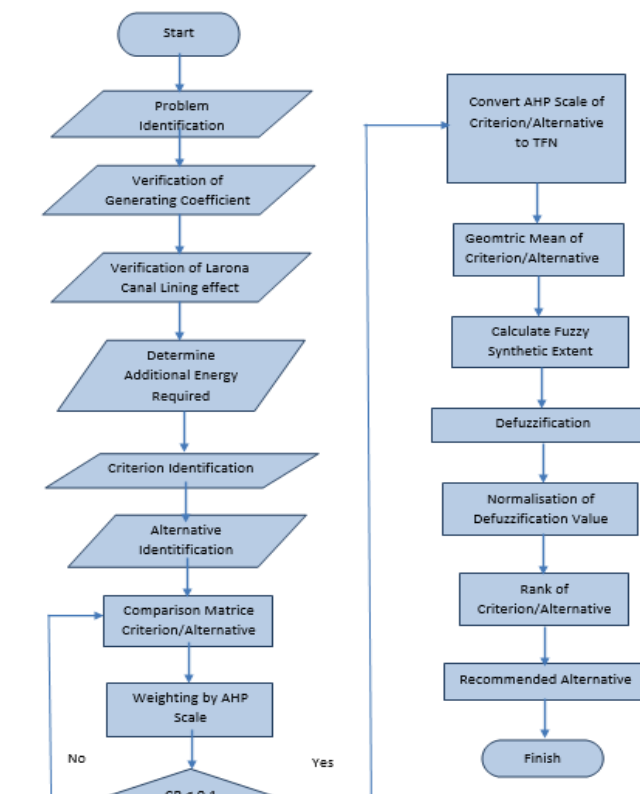 Start
Problem
Identification
Verification of
Generating Coefficient
Verification of Larona
Canal Lining effect
Determine
Additional Energy
Required
Criterion Identification
Alternative
Identitification
Comparison Matrice
Criterion/Alternative
Weighting by AHP
Scale
No
Yes
Convert AHP Scale of
Criterion/Alternative
to TFN
Geomtric Mean of
Criterion/Alternative
Calculate Fuzzy
Synthetic Extent
Defuzzification
Normalisation of
Defuzzification Value
Rank of
Criterion/Alternative
Recommended Alternative
Finish